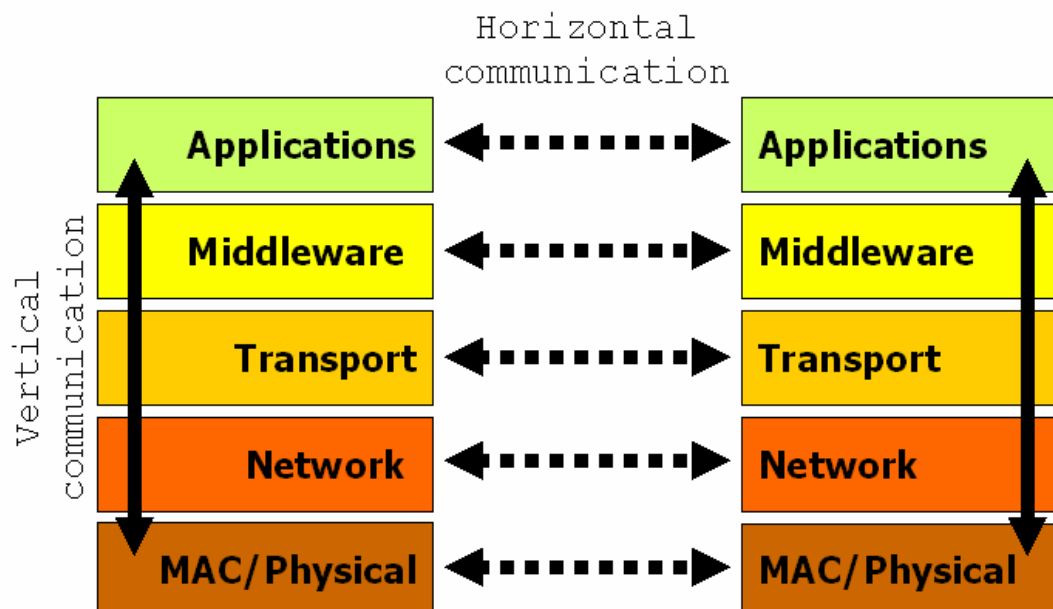 Horizontal
communication
Vertical
communication
Applications
Applications
Middleware
Middleware
Transport
Transport
Network
Network
MAC/Physical
MAC/Physical